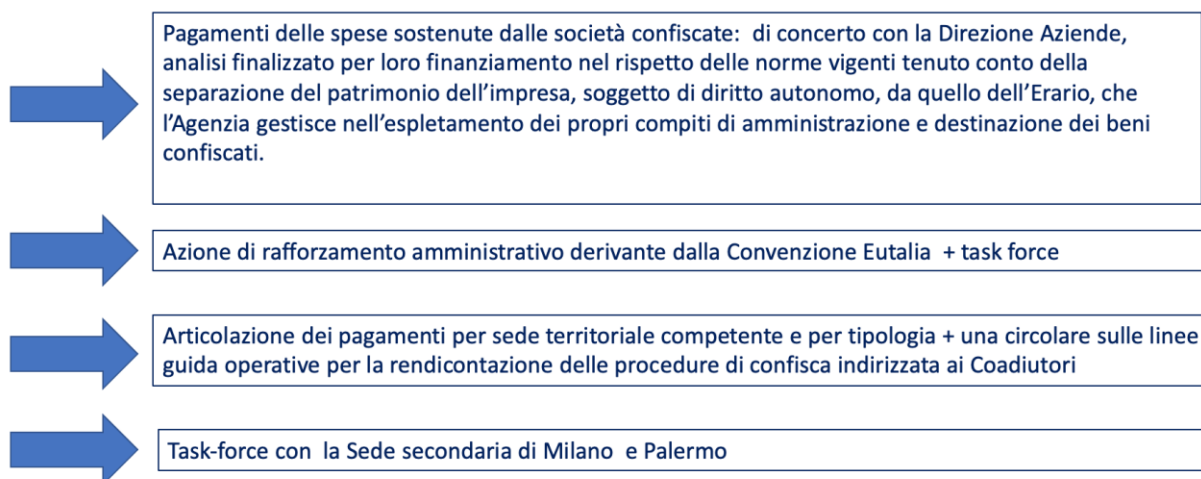 Pagamenti delle spese sostenute dalle società confiscate: di concerto con la Direzione Aziende,
analisi finalizzato per loro finanziamento nel rispetto delle norme vigenti tenuto conto della
separazione del patrimonio dell'impresa, soggetto di diritto autonomo, da quello dell'Erario, che
l'Agenzia gestisce nell'espletamento dei propri compiti di amministrazione e destinazione dei beni
confiscati.
Azione di rafforzamento amministrativo derivante dalla Convenzione Eutalia + task force
Articolazione dei pagamenti per sede territoriale competente e per tipologia + una circolare sulle linee
guida operative per la rendicontazione delle procedure di confisca indirizzata ai Coadiutori
Task-force con la Sede secondaria di Milano e Palermo